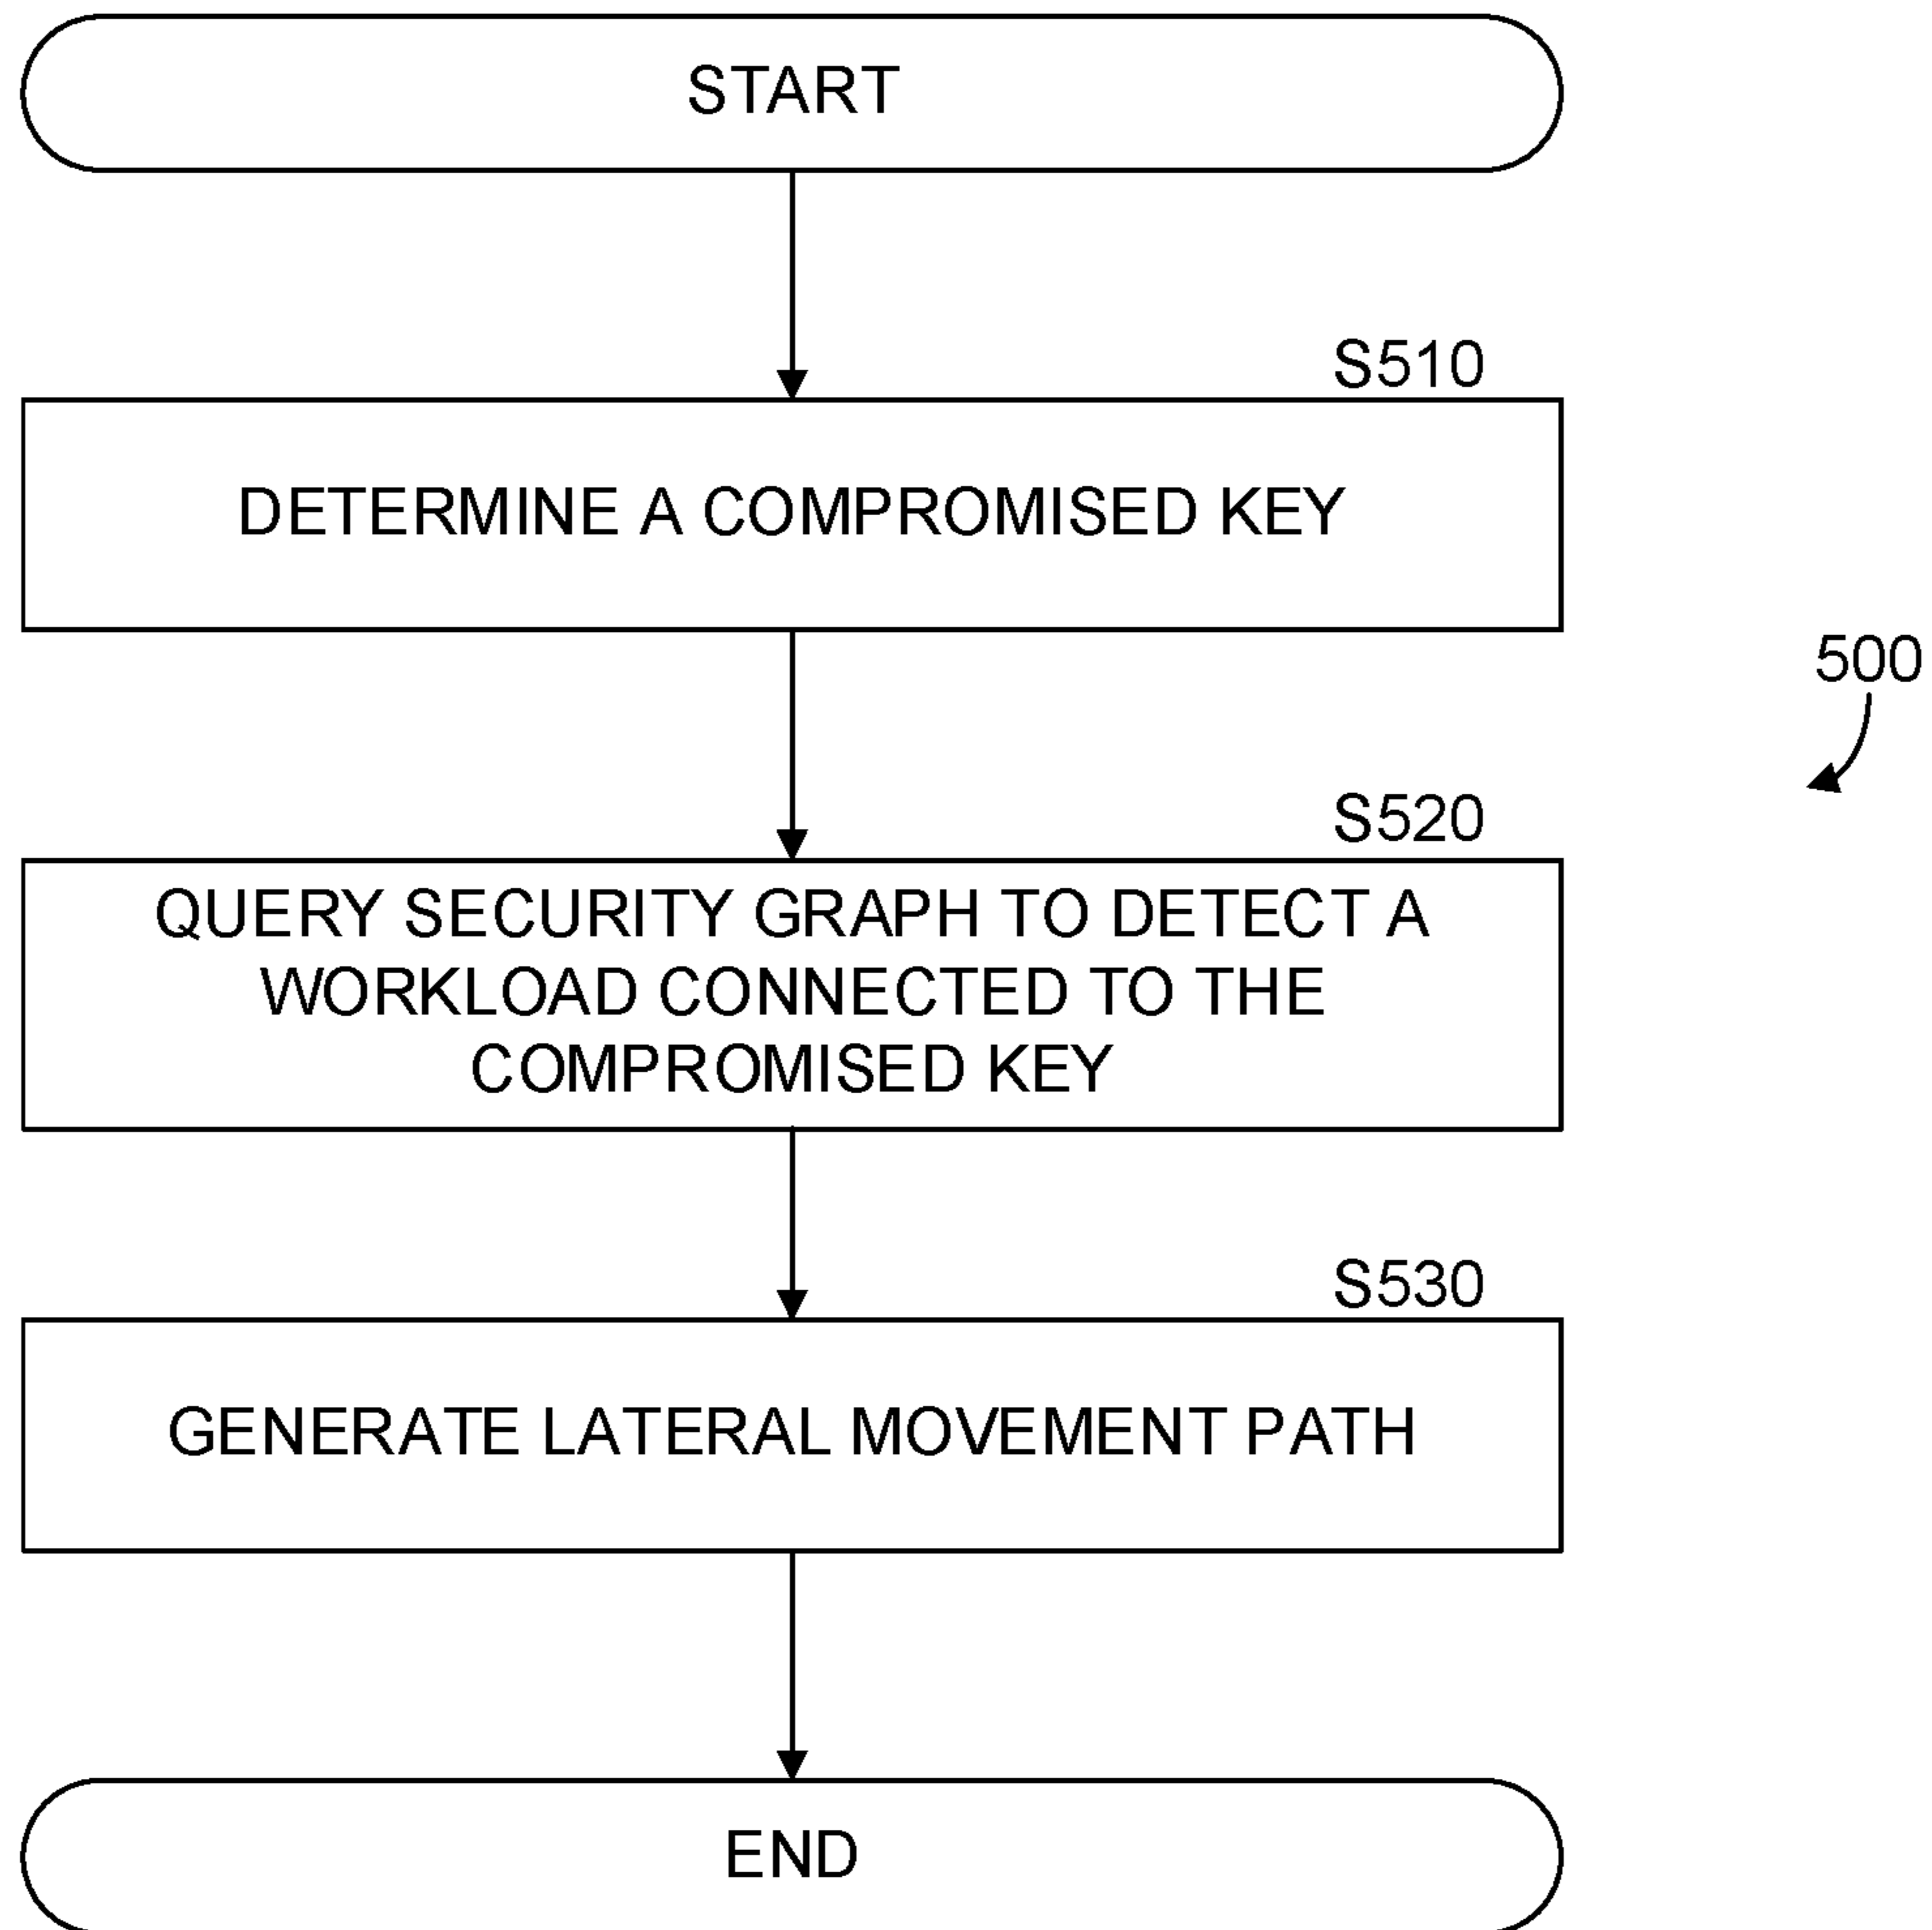 START
S510
DETERMINE A COMPROMISED KEY
500
S520
QUERY SECURITY GRAPH TO DETECT A
WORKLOAD CONNECTED TO THE
COMPROMISED KEY
S530
GENERATE LATERAL MOVEMENT PATH
END